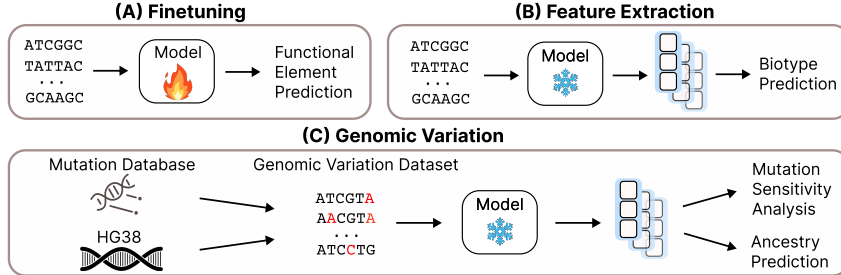 (A) Finetuning
ATCGGC
TATTAC
...
GCAAGC
Model
Functional
Element
Prediction
(B) Feature Extraction
ATCGGC
TATTAC
...
GCAAGC
Model
Biotype
Prediction
(C) Genomic Variation
Mutation Database
HG38
Genomic Variation Dataset
ATCGTA
AACGTA
...
ATCCTG
Model
Mutation
Sensitivity
Analysis
Ancestry
Prediction